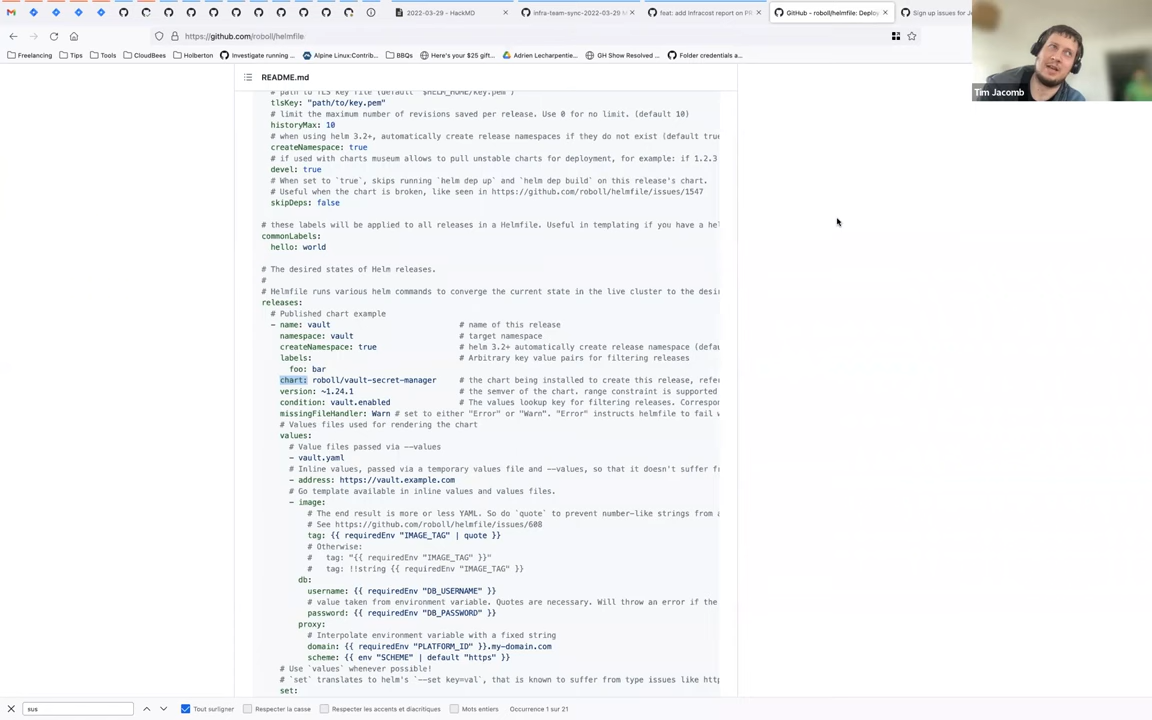 2022-03-29 - HackMD
infra-team-sync-2022-03-29
feat: add Infracost report on PR
GitHub - roboll/helmfile: Deploy
Sign up issues for J
https://github.com/roboll/helmfile
Freelancing
Tips
Tools
CloudBees
Holberton
Investigate running ...
Alpine Linux:Contrib...
BBQs
Here's your $25 gift...
Adrien Lecharpentie...
GH Show Resolved ...
Folder credentials a...
Tim Jacomb
README.md
# path to TLS key file (default "$HELM_HOME/key.pem")
tlsKey: "path/to/key.pem"
# limit the maximum number of revisions saved per release. Use 0 for no limit. (default 10)
historyMax: 10
# when using helm 3.2+, automatically create release namespaces if they do not exist (default true
createNamespace: true
# if used with charts museum allows to pull unstable charts for deployment, for example: if 1.2.3
devel: true
# When set to `true`, skips running `helm dep up` and `helm dep build` on this release's chart.
# Useful when the chart is broken, like seen in https://github.com/roboll/helmfile/issues/1547
skipDeps: false
# these labels will be applied to all releases in a Helmfile. Useful in templating if you have a hel
commonLabels:
hello: world
# The desired states of Helm releases.
#
# Helmfile runs various helm commands to converge the current state in the live cluster to the desi
releases:
# Published chart example
- name: vault # name of this release
namespace: vault # target namespace
createNamespace: true # helm 3.2+ automatically create release namespace (defau
labels: # Arbitrary key value pairs for filtering releases
foo: bar
chart: roboll/vault-secret-manager # the chart being installed to create this release, refer
version: ~1.24.1 # the semver of the chart. range constraint is supported
condition: vault.enabled # The values lookup key for filtering releases. Correspon
missingFileHandler: Warn # set to either "Error" or "Warn". "Error" instructs helmfile to fail w
# Values files used for rendering the chart
values:
# Value files passed via --values
- vault.yaml
# Inline values, passed via a temporary values file and --values, so that it doesn't suffer fr
- address: https://vault.example.com
# Go template available in inline values and values files.
- image:
# The end result is more or less YAML. So do `quote` to prevent number-like strings from a
# See https://github.com/roboll/helmfile/issues/608
tag: {{ requiredEnv "IMAGE_TAG" | quote }}
# Otherwise:
# tag: "{{ requiredEnv "IMAGE_TAG" }}"
# tag: !!string {{ requiredEnv "IMAGE_TAG" }}
db:
username: {{ requiredEnv "DB_USERNAME" }}
# value taken from environment variable. Quotes are necessary. Will throw an error if the
password: {{ requiredEnv "DB_PASSWORD" }}
proxy:
# Interpolate environment variable with a fixed string
domain: {{ requiredEnv "PLATFORM_ID" }}.my-domain.com
scheme: {{ env "SCHEME" | default "https" }}
# Use `values` whenever possible!
# `set` translates to helm's `--set key=val`, that is known to suffer from type issues like http
set:
sus
Tout surligner
Respecter la casse
Respecter les accents et diacritiques
Mots entiers
Occurrence 1 sur 21